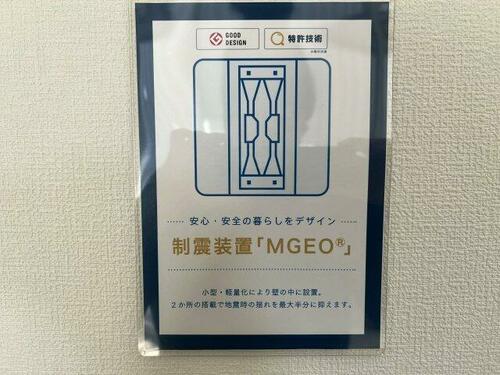 GOOD
DESIGN
特許技術
安心・安全の暮らしをデザイン
制震装置「MGEO®」
小型・軽量化により壁の中に設置。
2か所の搭載で地震時の揺れを最大半分に抑えます。